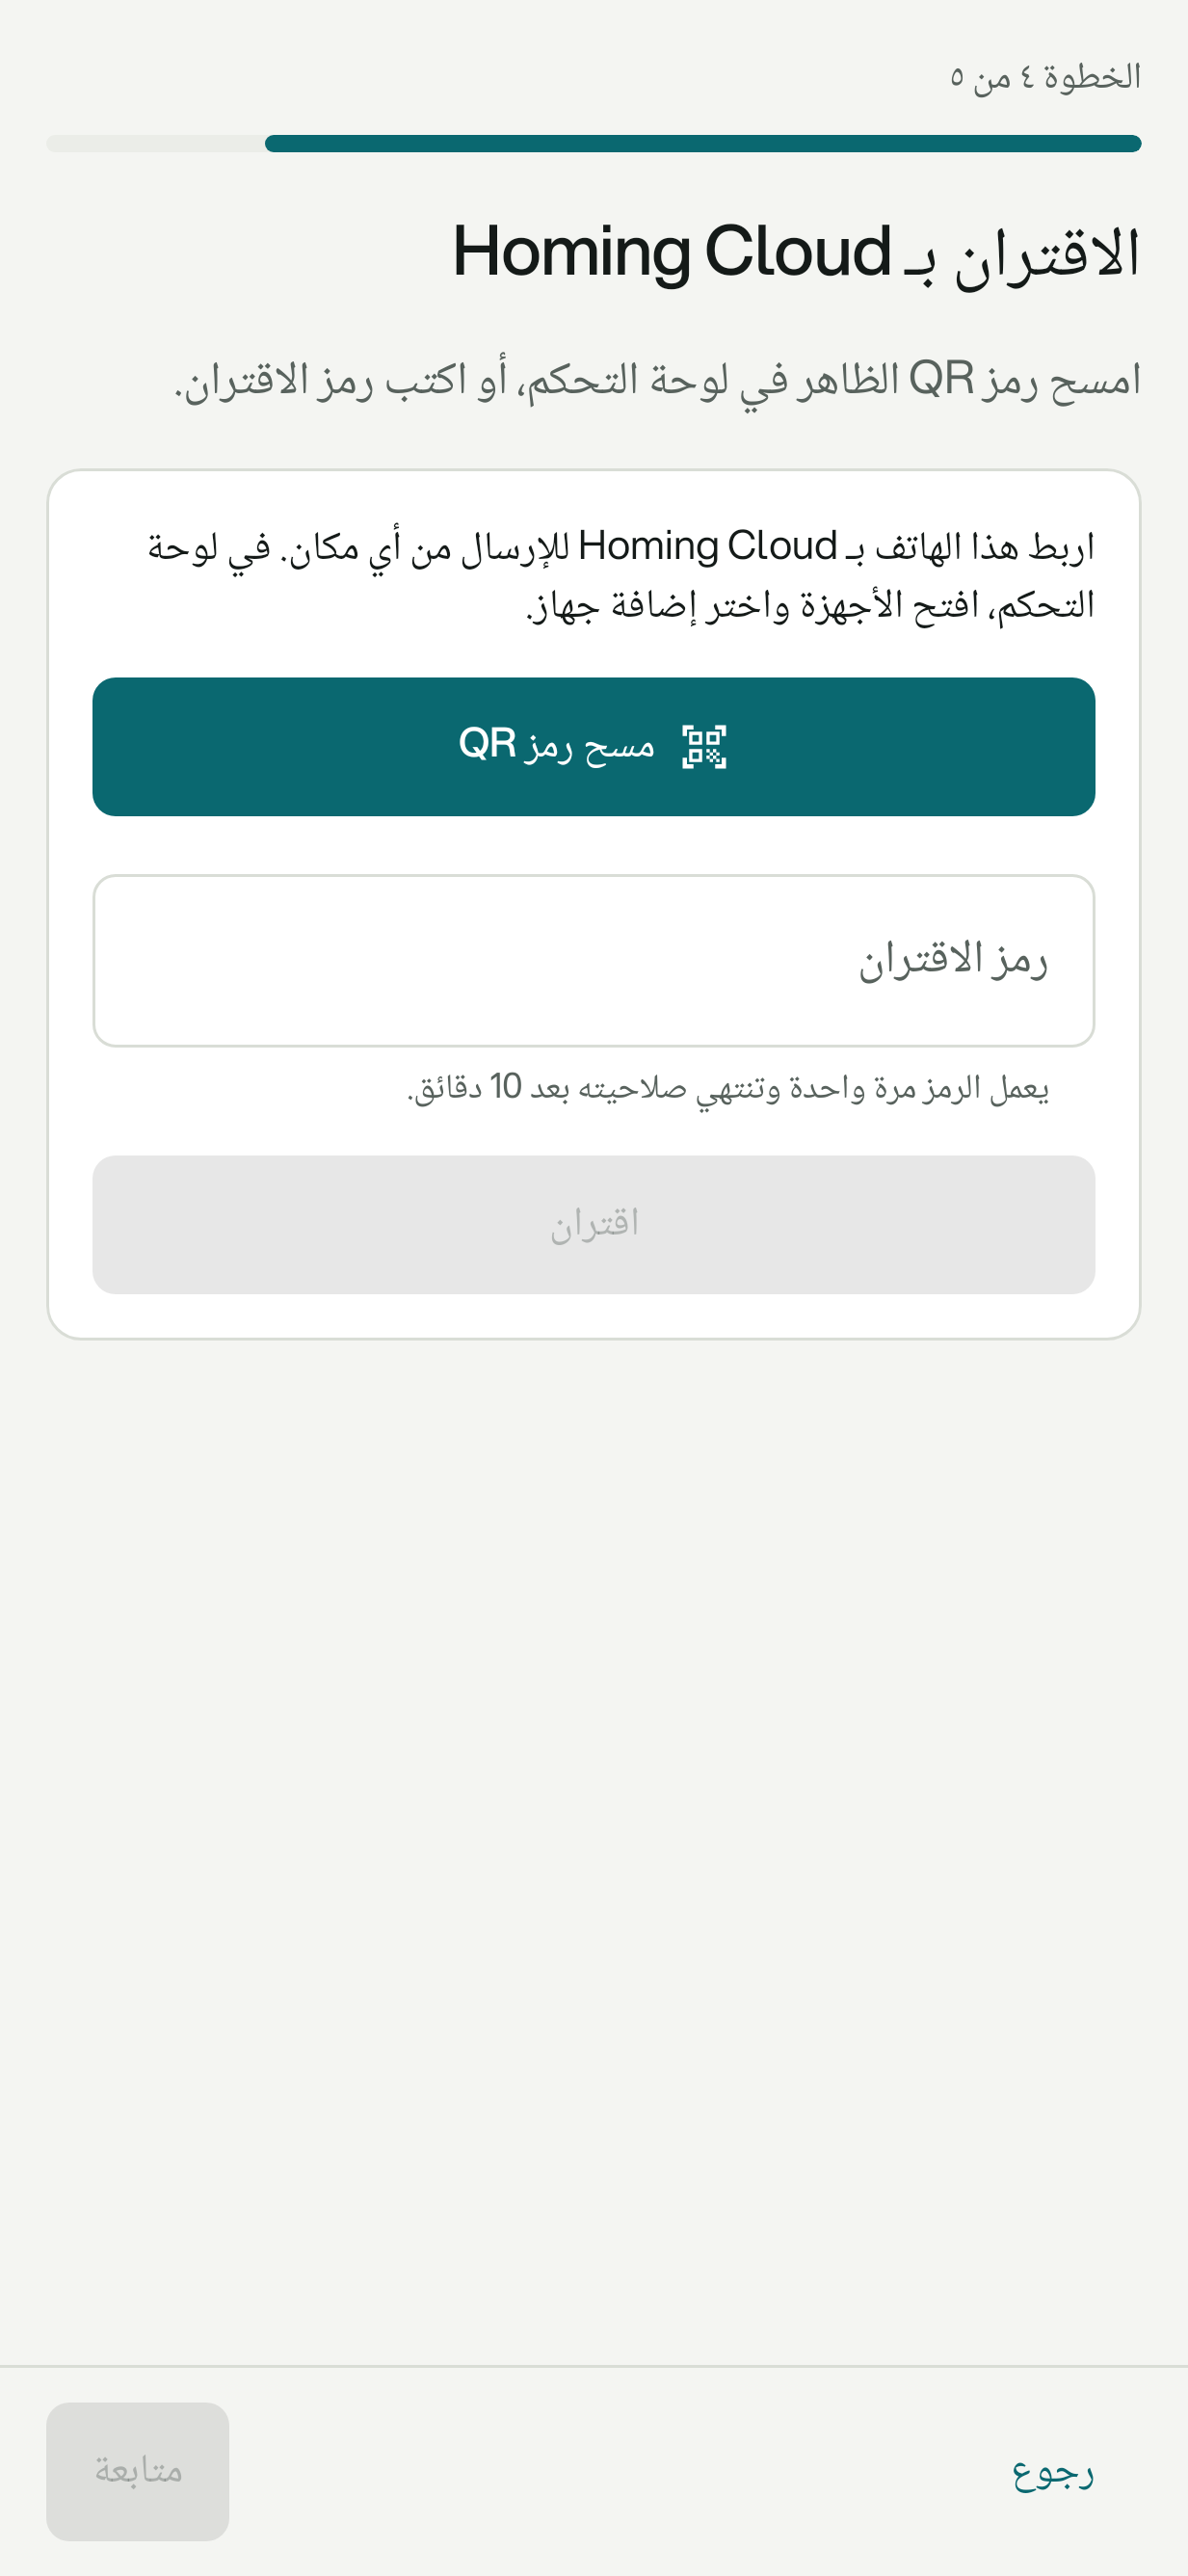 الخطوة ٤ من ٥
الاقتران بـ Homing Cloud
امسح رمز QR الظاهر في لوحة التحكم، أو اكتب رمز الاقتران.
اربط هذا الهاتف بـ Homing Cloud للإرسال من أي مكان. في لوحة
التحكم، افتح الأجهزة واختر إضافة جهاز.
مسح رمز QR
رمز الاقتران
يعمل الرمز مرة واحدة وتنتهي صلاحيته بعد 10 دقائق.
اقتران
رجوع
متابعة